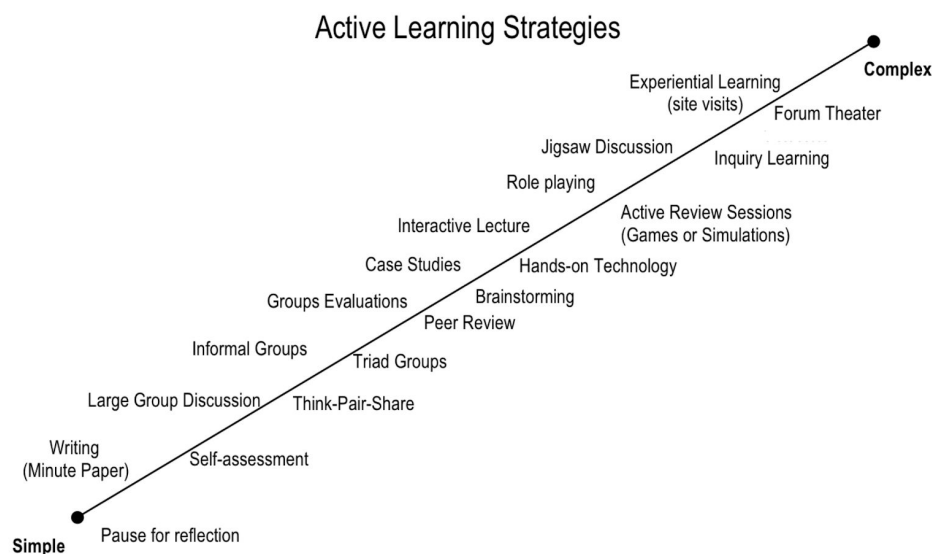 Active Learning Strategies
Complex
Experiential Learning
(site visits)
Forum Theater
Jigsaw Discussion
Inquiry Learning
Role playing
Active Review Sessions
(Games or Simulations)
Interactive Lecture
Case Studies
Hands-on Technology
Groups Evaluations
Brainstorming
Peer Review
Informal Groups
Triad Groups
Large Group Discussion
Think-Pair-Share
Writing
(Minute Paper)
Self-assessment
Simple
Pause for reflection